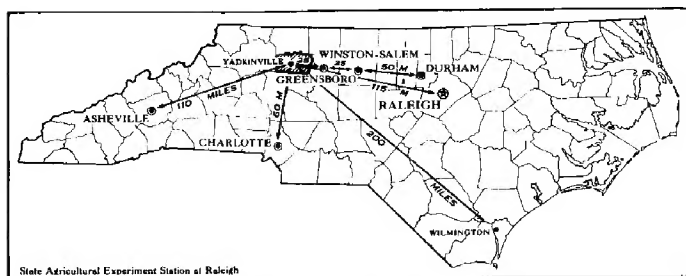 WINSTON-SALEM
YADKINVILLE
25
50 M
DURHAM
GREENSBORO
115 M
RALEIGH
110 MILES
ASHEVILLE
60 M
CHARLOTTE
200 MILES
WILMINGTON
State Agricultural Experiment Station at Raleigh